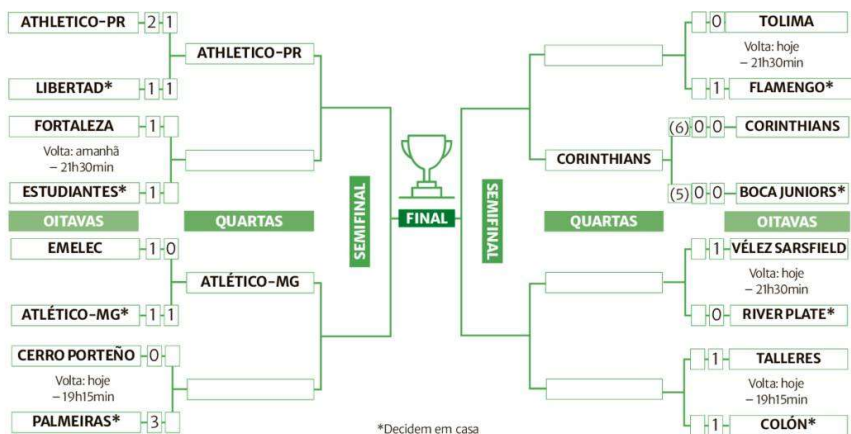 ATHLETICO-PR 2 1
LIBERTAD* 1 1
ATHLETICO-PR
FORTALEZA 1
Volta: amanhã
– 21h30min
ESTUDIANTES* 1
OITAVAS
QUARTAS
SEMIFINAL
EMELEC 1 0
ATLÉTICO-MG* 1 1
ATLÉTICO-MG
CERRO PORTEÑO 0
Volta: hoje
– 19h15min
PALMEIRAS* 3
FINAL
0 TOLIMA
Volta: hoje
– 21h30min
1 FLAMENGO*
(6) 0 0 CORINTHIANS
CORINTHIANS
(5) 0 0 BOCA JUNIORS*
SEMIFINAL
QUARTAS
OITAVAS
1 VÉLEZ SARSFIELD
Volta: hoje
– 21h30min
0 RIVER PLATE*
1 TALLERES
Volta: hoje
– 19h15min
1 COLÓN*
*Decidem em casa